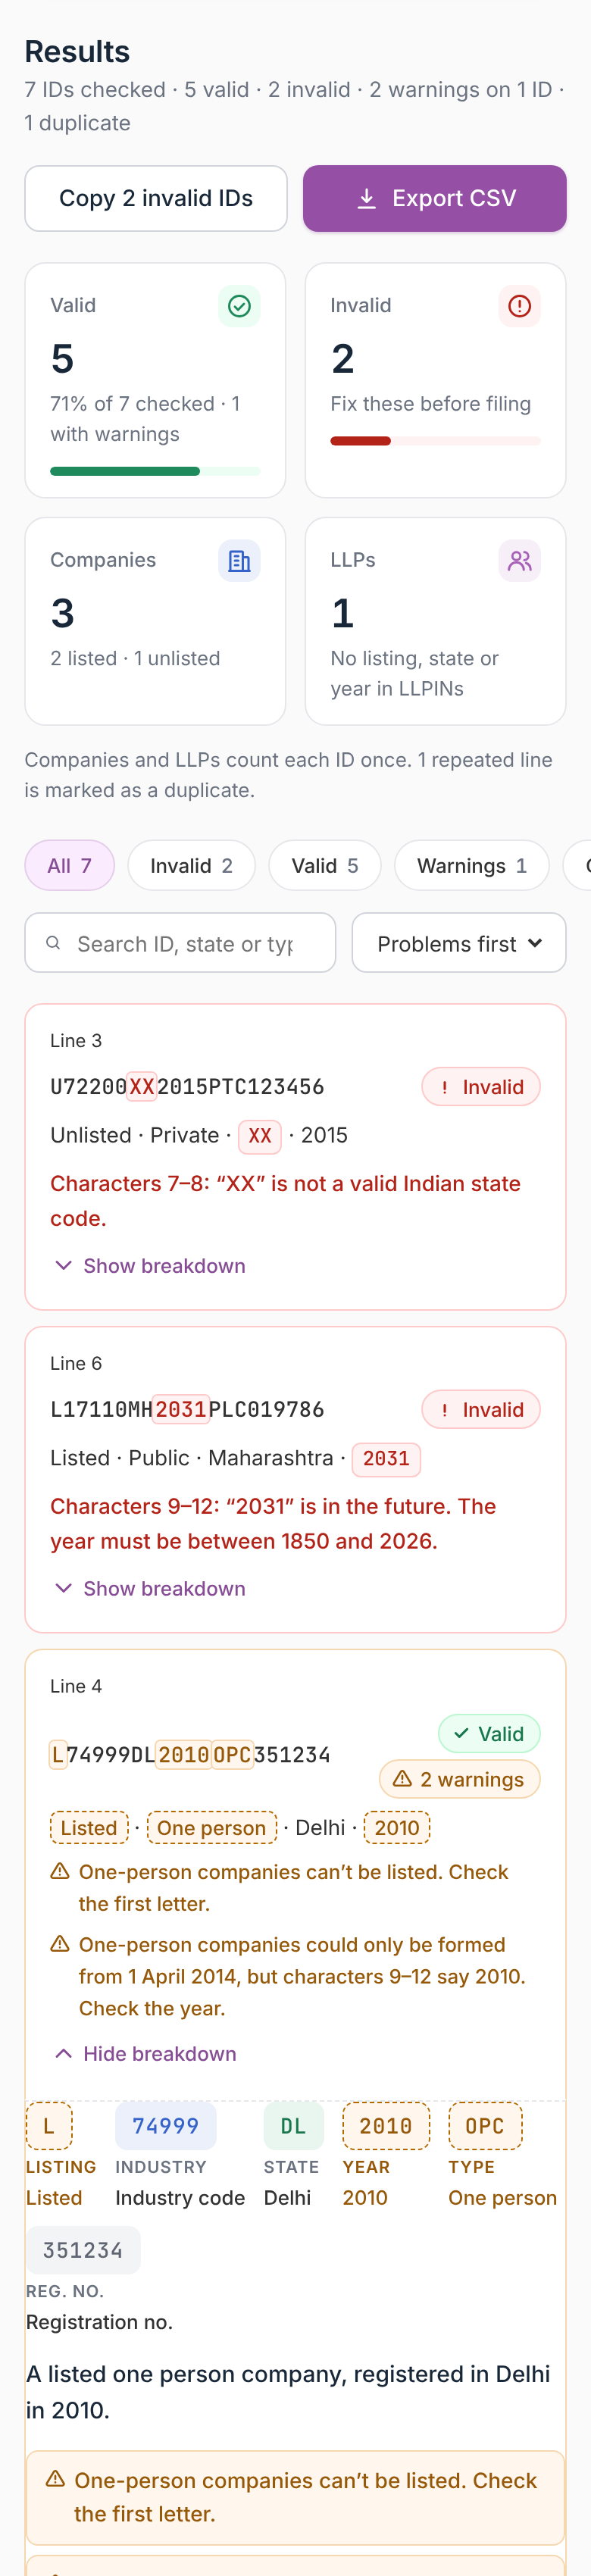 Results
7 IDs checked · 5 valid · 2 invalid · 2 warnings on 1 ID ·
1 duplicate
Copy 2 invalid IDs
Export CSV
Valid
5
71% of 7 checked · 1
with warnings
Invalid
2
Fix these before filing
Companies
3
2 listed · 1 unlisted
LLPs
1
No listing, state or
year in LLPINs
Companies and LLPs count each ID once. 1 repeated line
is marked as a duplicate.
All 7
Invalid 2
Valid 5
Warnings 1
Search ID, state or typ
Problems first
Line 3
U72200XX2015PTC123456
! Invalid
Unlisted · Private · XX · 2015
Characters 7–8: “XX” is not a valid Indian state
code.
Show breakdown
Line 6
L17110MH2031PLC019786
! Invalid
Listed · Public · Maharashtra · 2031
Characters 9–12: “2031” is in the future. The
year must be between 1850 and 2026.
Show breakdown
Line 4
L74999DL2010OPC351234
Valid
2 warnings
Listed · One person · Delhi · 2010
One-person companies can’t be listed. Check
the first letter.
One-person companies could only be formed
from 1 April 2014, but characters 9–12 say 2010.
Check the year.
Hide breakdown
L
LISTING
Listed
74999
INDUSTRY
Industry code
DL
STATE
Delhi
2010
YEAR
2010
OPC
TYPE
One person
351234
REG. NO.
Registration no.
A listed one person company, registered in Delhi
in 2010.
One-person companies can’t be listed. Check
the first letter.